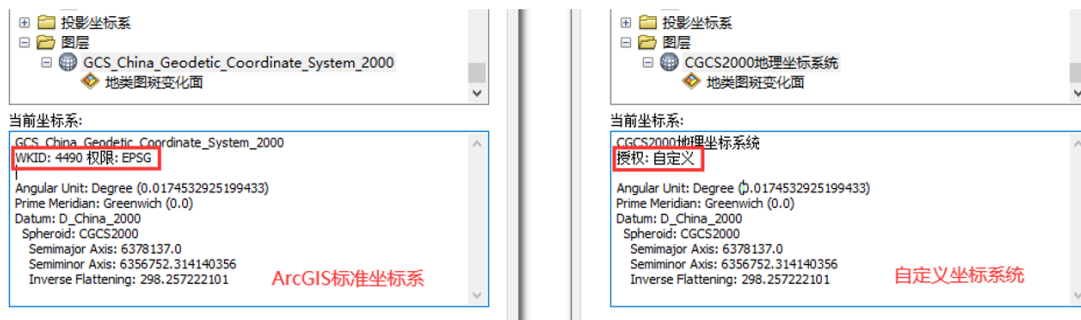 投影坐标系
图层
GCS_China_Geodetic_Coordinate_System_2000
地类图斑变化面
当前坐标系:
GCS_China_Geodetic_Coordinate_System_2000
WKID: 4490 权限: EPSG
Angular Unit: Degree (0.0174532925199433)
Prime Meridian: Greenwich (0.0)
Datum: D_China_2000
Spheroid: CGCS2000
Semimajor Axis: 6378137.0
Semiminor Axis: 6356752.314140356
Inverse Flattening: 298.257222101
ArcGIS标准坐标系
投影坐标系
图层
CGCS2000地理坐标系统
地类图斑变化面
当前坐标系:
CGCS2000地理坐标系统
授权: 自定义
Angular Unit: Degree (0.0174532925199433)
Prime Meridian: Greenwich (0.0)
Datum: D_China_2000
Spheroid: CGCS2000
Semimajor Axis: 6378137.0
Semiminor Axis: 6356752.314140356
Inverse Flattening: 298.257222101
自定义坐标系统